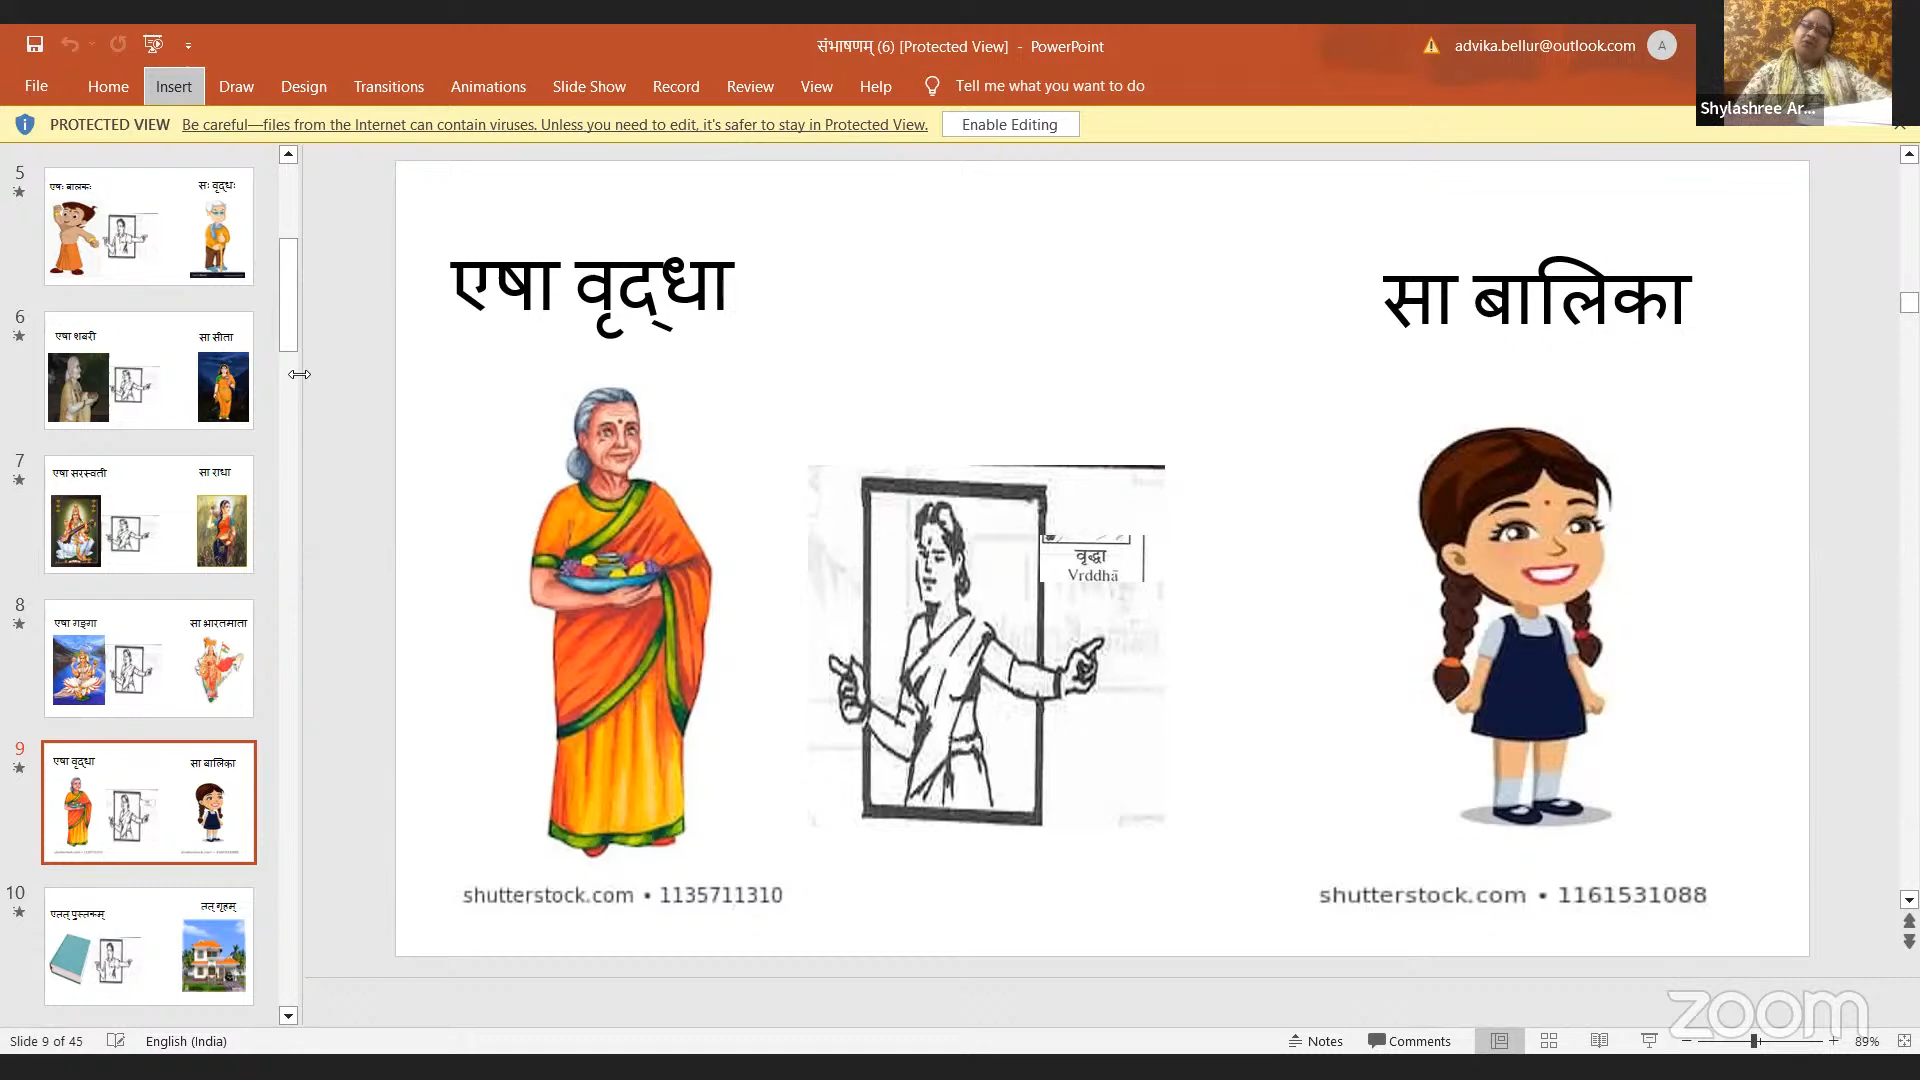 संभाषणम् (6) [Protected View] - PowerPoint
advika.bellur@outlook.com
A
File Home Insert Draw Design Transitions Animations Slide Show Record Review View Help Tell me what you want to do
Shylashree Ar...
PROTECTED VIEW Be careful—files from the Internet can contain viruses. Unless you need to edit, it's safer to stay in Protected View. Enable Editing
5
एषः बालकः
सः वृद्धः
6
एषा शबरी
सा सीता
7
एषा सरस्वती
सा राधा
8
एषा गङ्गा
सा भारतमाता
9
एषा वृद्धा
सा बालिका
10
एतत् पुस्तकम्
तत् गृहम्
एषा वृद्‌धा
सा बालिका
वृद्धा
Vrddhā
shutterstock.com • 1135711310
shutterstock.com • 1161531088
zoom
Slide 9 of 45 English (India) Notes Comments 89%